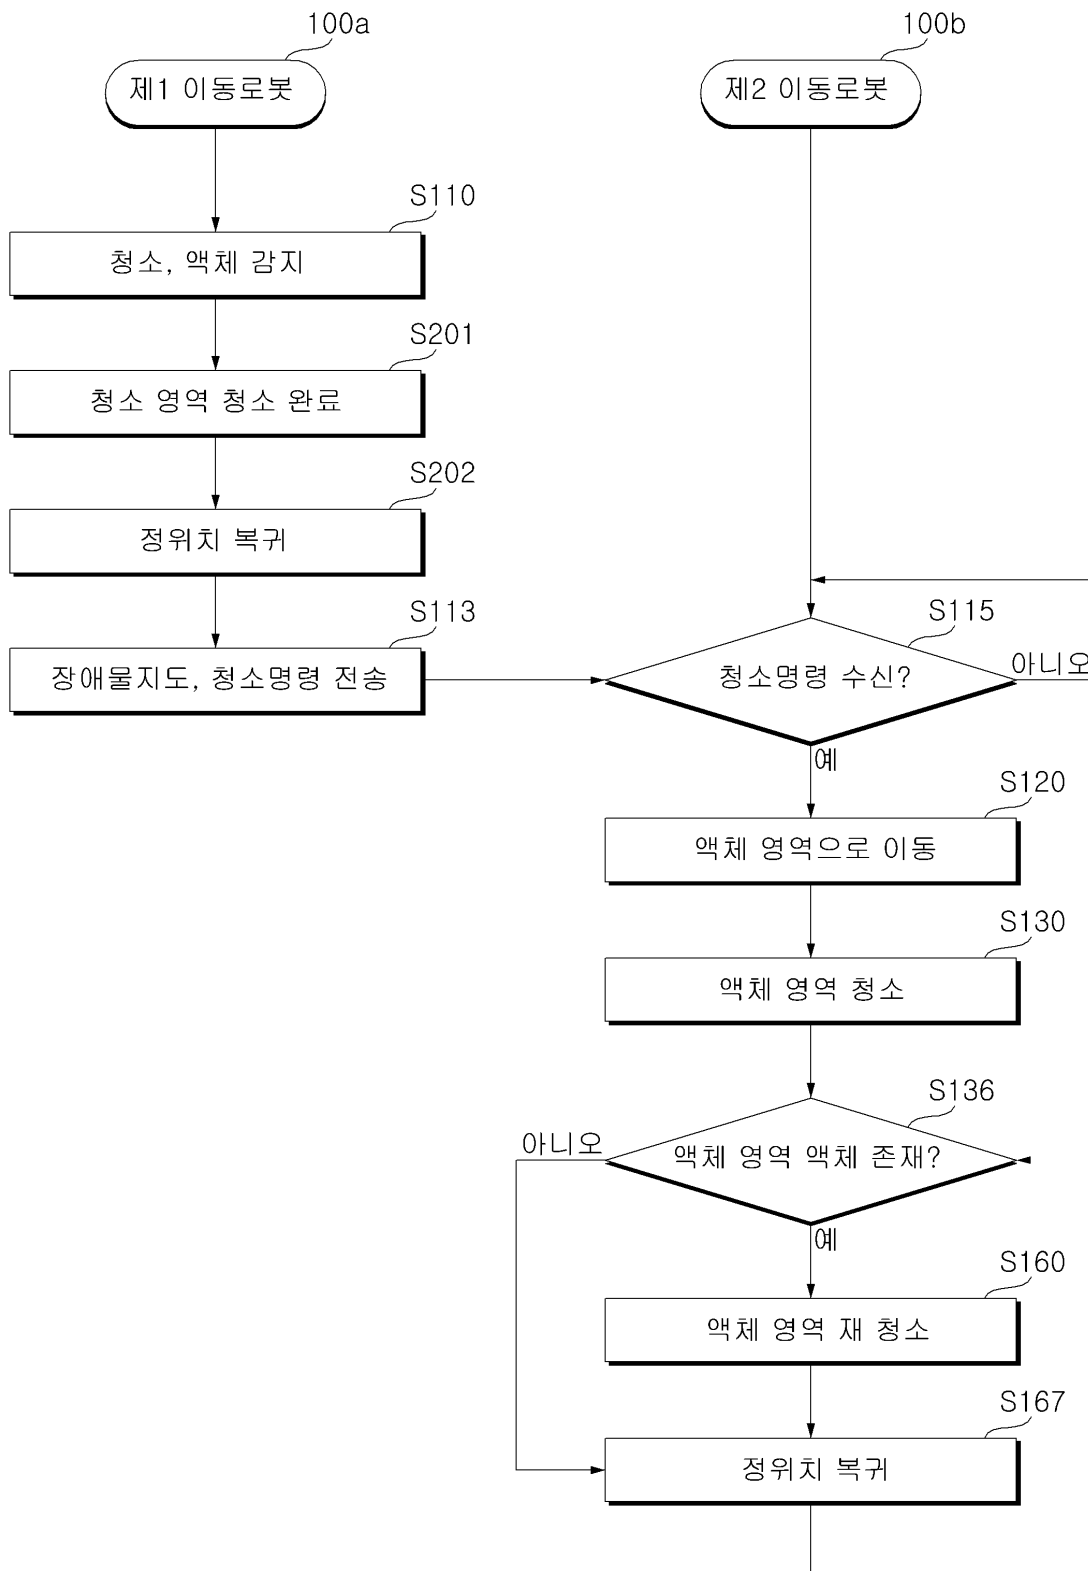 100a
제1 이동로봇
S110
청소, 액체 감지
S201
청소 영역 청소 완료
S202
정위치 복귀
S113
장애물지도, 청소명령 전송
100b
제2 이동로봇
S115
청소명령 수신?
아니오
예
S120
액체 영역으로 이동
S130
액체 영역 청소
S136
아니오
액체 영역 액체 존재?
예
S160
액체 영역 재 청소
S167
정위치 복귀